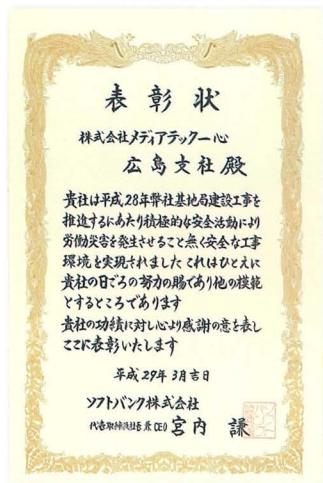 表彰状
株式会社メディアテック一心
広島支社殿
貴社は平成28年弊社基地局建設工事を
推進するにあたり積極的な安全活動により
労働災害を発生させること無く安全な工事
環境を実現されました これはひとえに
貴社の日ごろの努力の賜であり他の模範
とするところであります
貴社の功績に対し心より感謝の意を表し
ここに表彰いたします
平成29年3月吉日
ソフトバンク株式会社
代表取締役社長 兼 CEO 宮内 謙